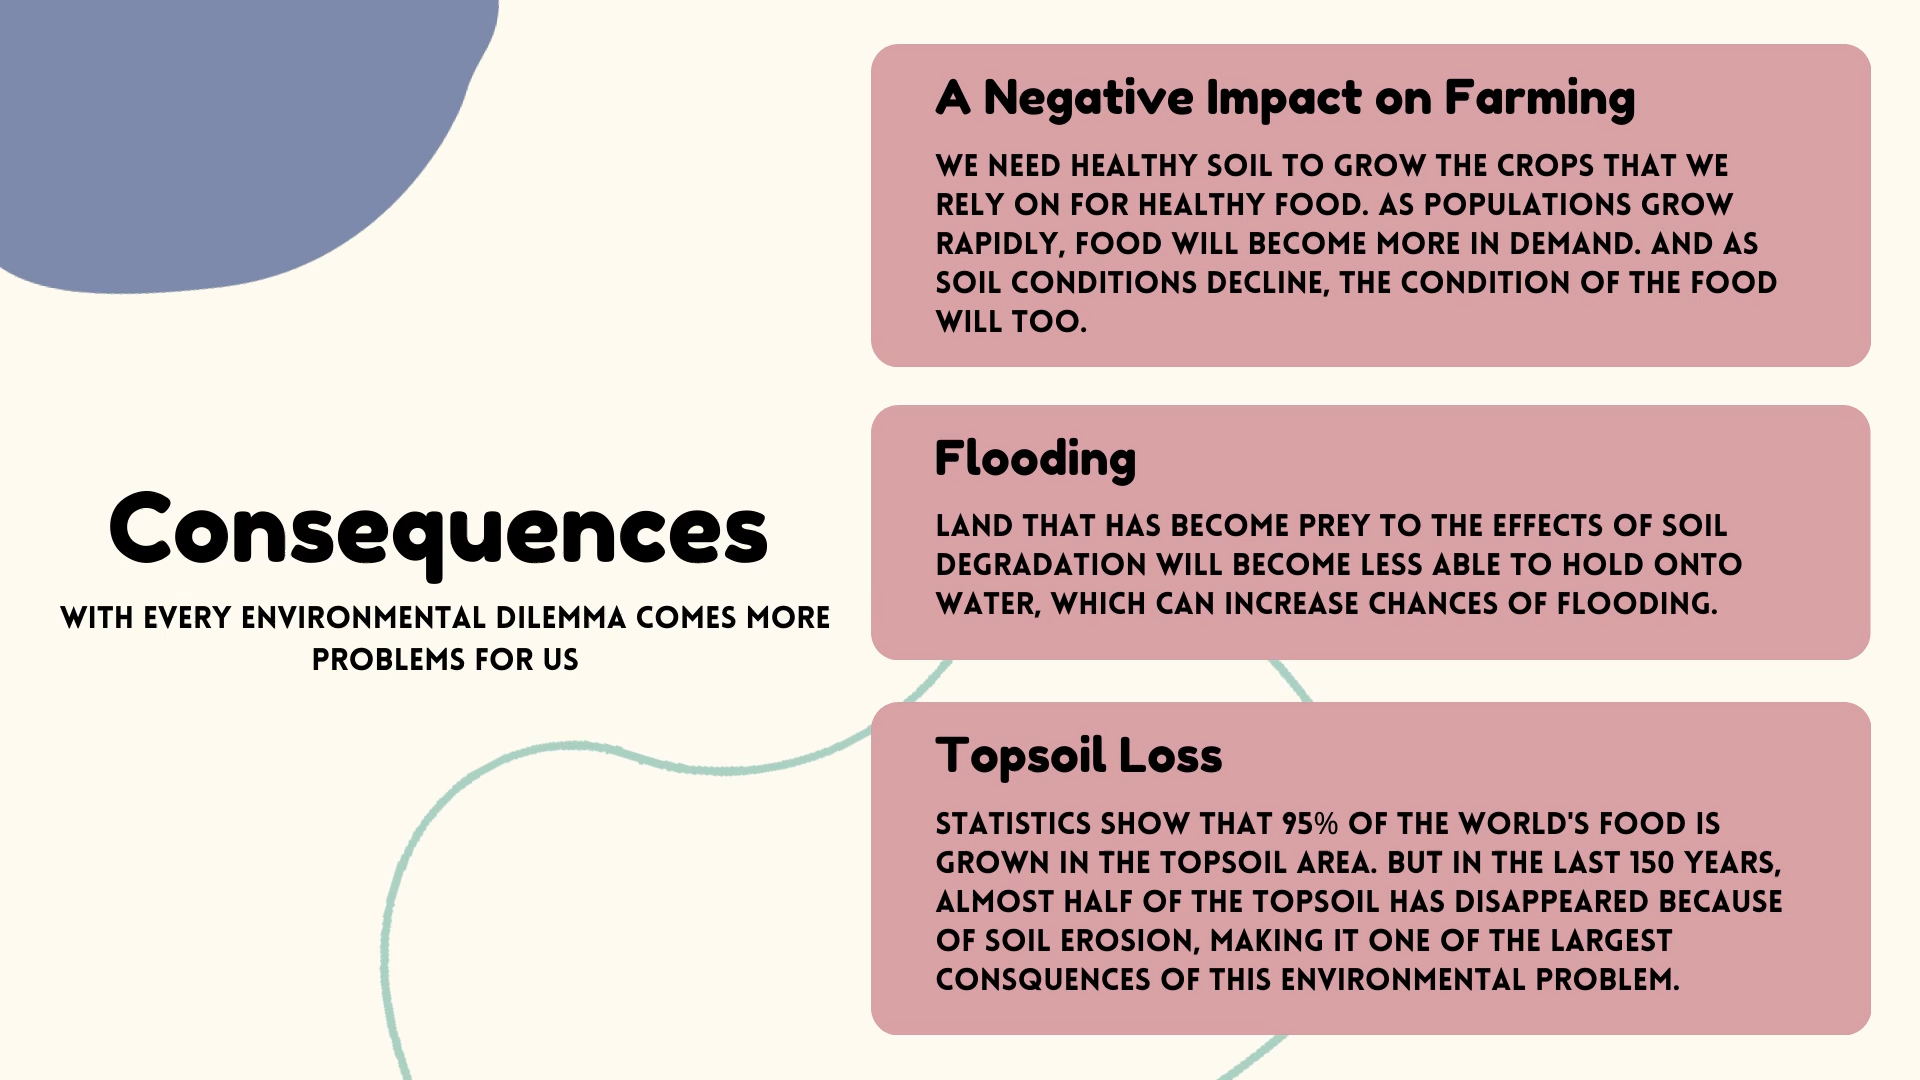 Consequences
WITH EVERY ENVIRONMENTAL DILEMMA COMES MORE
PROBLEMS FOR US
A Negative Impact on Farming
WE NEED HEALTHY SOIL TO GROW THE CROPS THAT WE
RELY ON FOR HEALTHY FOOD. AS POPULATIONS GROW
RAPIDLY, FOOD WILL BECOME MORE IN DEMAND. AND AS
SOIL CONDITIONS DECLINE, THE CONDITION OF THE FOOD
WILL TOO.
Flooding
LAND THAT HAS BECOME PREY TO THE EFFECTS OF SOIL
DEGRADATION WILL BECOME LESS ABLE TO HOLD ONTO
WATER, WHICH CAN INCREASE CHANCES OF FLOODING.
Topsoil Loss
STATISTICS SHOW THAT 95% OF THE WORLD'S FOOD IS
GROWN IN THE TOPSOIL AREA. BUT IN THE LAST 150 YEARS,
ALMOST HALF OF THE TOPSOIL HAS DISAPPEARED BECAUSE
OF SOIL EROSION, MAKING IT ONE OF THE LARGEST
CONSQUENCES OF THIS ENVIRONMENTAL PROBLEM.